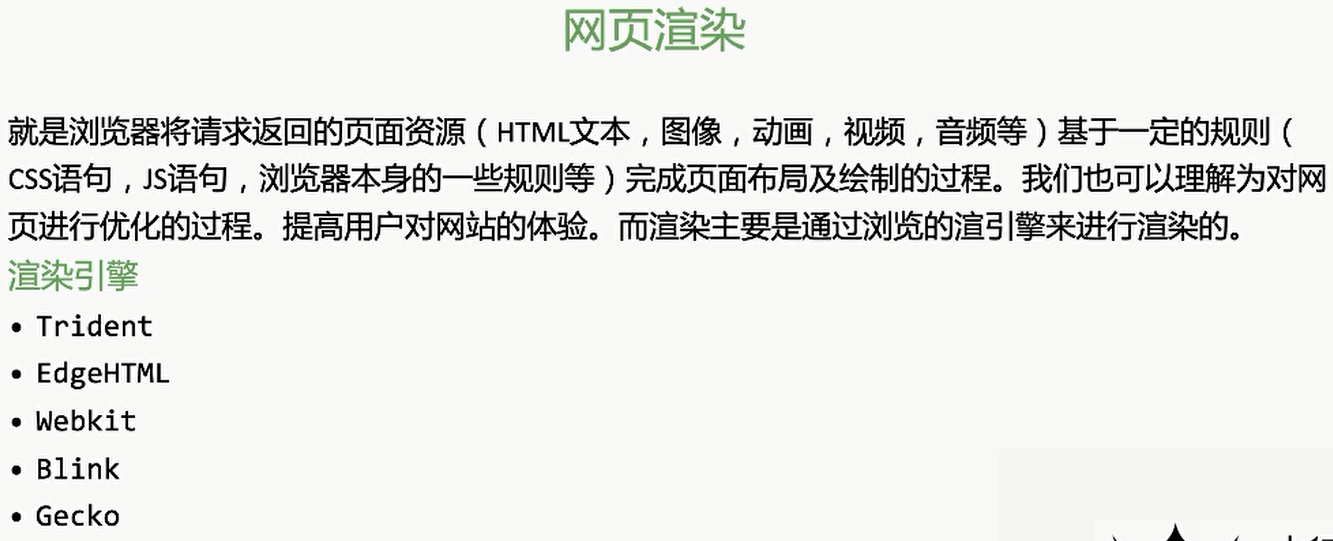 网页渲染
就是浏览器将请求返回的页面资源（HTML文本，图像，动画，视频，音频等）基于一定的规则（
CSS语句，JS语句，浏览器本身的一些规则等）完成页面布局及绘制的过程。我们也可以理解为对网
页进行优化的过程。提高用户对网站的体验。而渲染主要是通过浏览的渲引擎来进行渲染的。
渲染引擎
• Trident
• EdgeHTML
• Webkit
• Blink
• Gecko